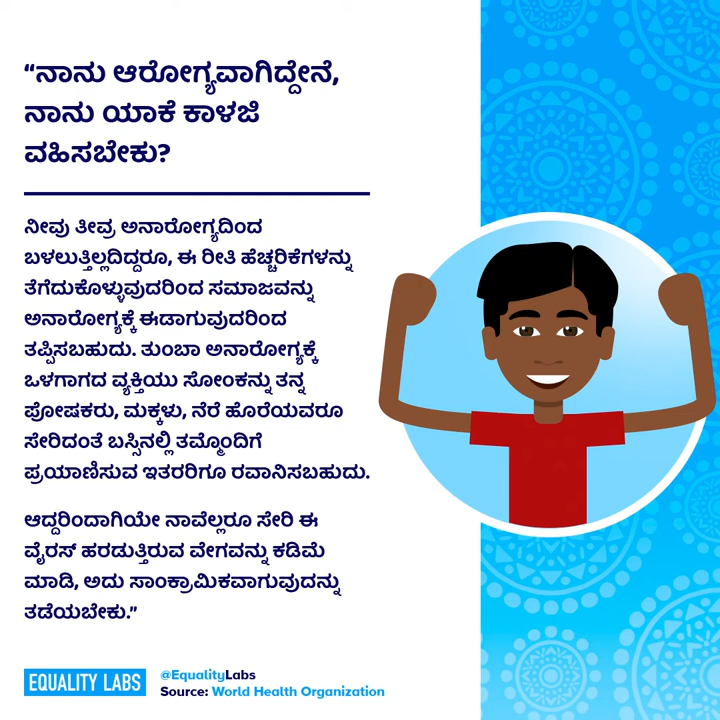 “ನಾನು ಆರೋಗ್ಯವಾಗಿದ್ದೇನೆ,
ನಾನು ಯಾಕೆ ಕಾಳಜಿ
ವಹಿಸಬೇಕು?
ನೀವು ತೀವ್ರ ಅನಾರೋಗ್ಯದಿಂದ
ಬಳಲುತ್ತಿಲ್ಲದಿದ್ದರೂ, ಈ ರೀತಿ ಹೆಚ್ಚರಿಕೆಗಳನ್ನು
ತೆಗೆದುಕೊಳ್ಳುವುದರಿಂದ ಸಮಾಜವನ್ನು
ಅನಾರೋಗ್ಯಕ್ಕೆ ಈಡಾಗುವುದರಿಂದ
ತಪ್ಪಿಸಬಹುದು. ತುಂಬಾ ಅನಾರೋಗ್ಯಕ್ಕೆ
ಒಳಗಾಗದ ವ್ಯಕ್ತಿಯು ಸೋಂಕನ್ನು ತನ್ನ
ಪೋಷಕರು, ಮಕ್ಕಳು, ನೆರೆ ಹೊರೆಯವರೂ
ಸೇರಿದಂತೆ ಬಸ್ಸಿನಲ್ಲಿ ತಮ್ಮೊಂದಿಗೆ
ಪ್ರಯಾಣಿಸುವ ಇತರರಿಗೂ ರವಾನಿಸಬಹುದು.
ಆದ್ದರಿಂದಾಗಿಯೇ ನಾವೆಲ್ಲರೂ ಸೇರಿ ಈ
ವೈರಸ್ ಹರಡುತ್ತಿರುವ ವೇಗವನ್ನು ಕಡಿಮೆ
ಮಾಡಿ, ಅದು ಸಾಂಕ್ರಾಮಿಕವಾಗುವುದನ್ನು
ತಡೆಯಬೇಕು.”
EQUALITY LABS
@EqualityLabs
Source: World Health Organization